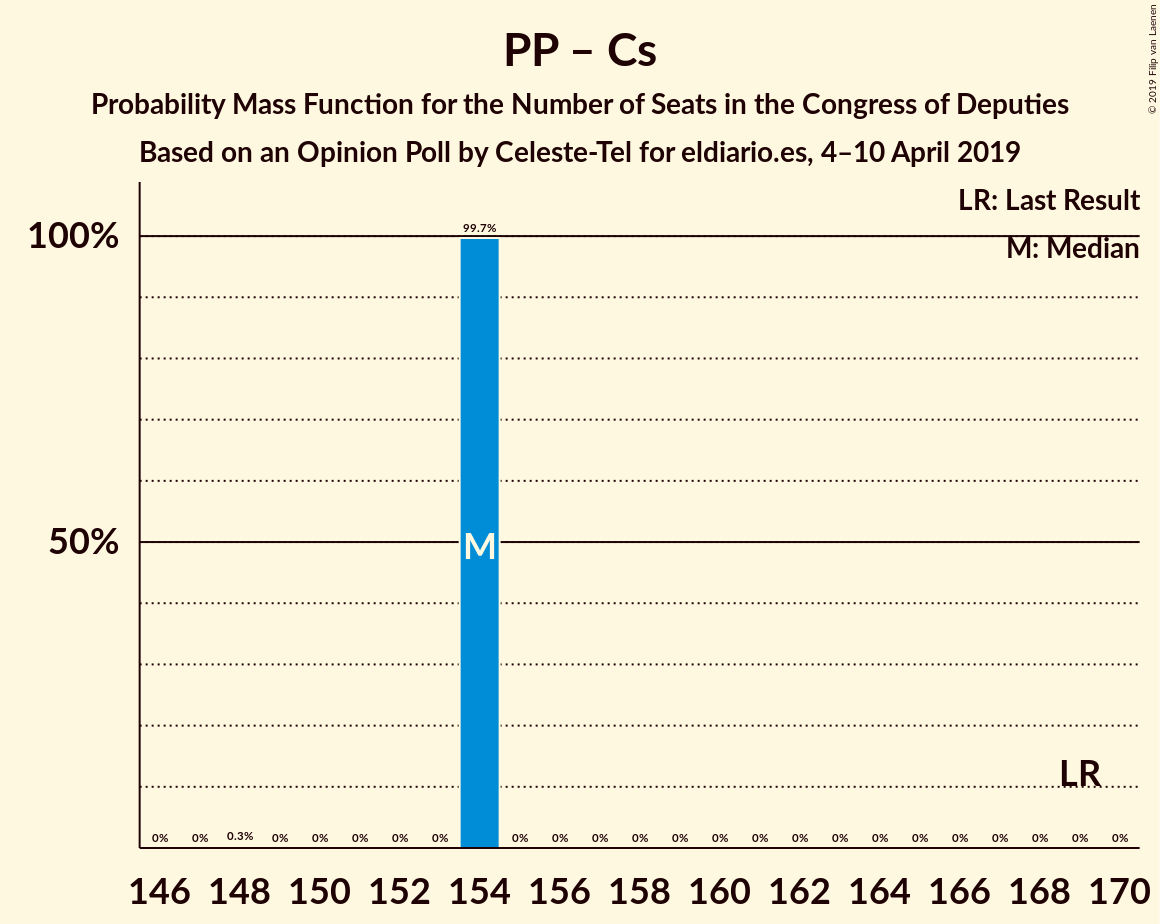 PP – Cs
Probability Mass Function for the Number of Seats in the Congress of Deputies
Based on an Opinion Poll by Celeste-Tel for eldiario.es, 4–10 April 2019
© 2019 Filip van Laenen
LR: Last Result
M: Median
100%
50%
99.7%
M
LR
0% 0% 0.3% 0% 0% 0% 0% 0% 0% 0% 0% 0% 0% 0% 0% 0% 0% 0% 0% 0% 0% 0% 0% 0%
146 148 150 152 154 156 158 160 162 164 166 168 170